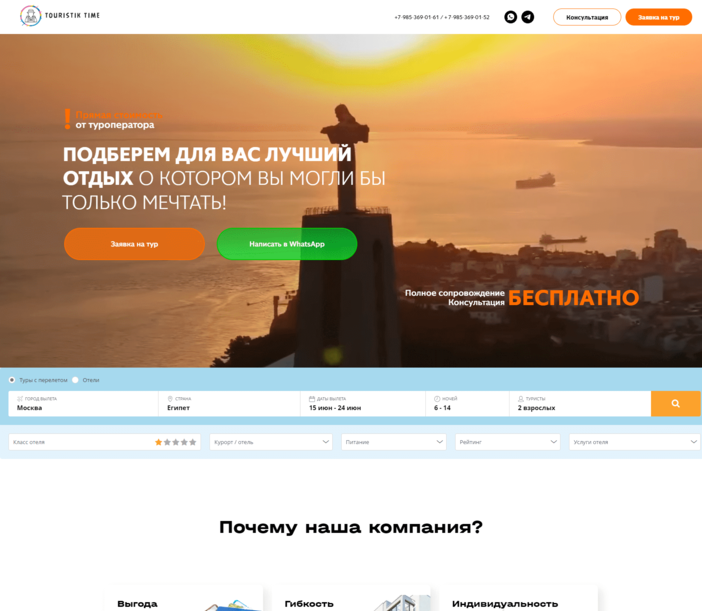 TOURISTIK TIME
+7-985-369-01-61 / +7-985-369-01-52
Консультация
Заявка на тур
!
от туроператора
ПОДБЕРЕМ ДЛЯ ВАС ЛУЧШИЙ
ОТДЫХ О КОТОРОМ ВЫ МОГЛИ БЫ
ТОЛЬКО МЕЧТАТЬ!
Заявка на тур
Написать в WhatsApp
Полное сопровождение
Консультация
БЕСПЛАТНО
Туры с перелетом
Отели
ГОРОД ВЫЛЕТА
Москва
СТРАНА
Египет
ДАТЫ ВЫЛЕТА
15 июн - 24 июн
НОЧЕЙ
6 - 14
ТУРИСТЫ
2 взрослых
Класс отеля
Курорт / отель
Питание
Рейтинг
Услуги отеля
Почему наша компания?
Выгода
Гибкость
Индивидуальность